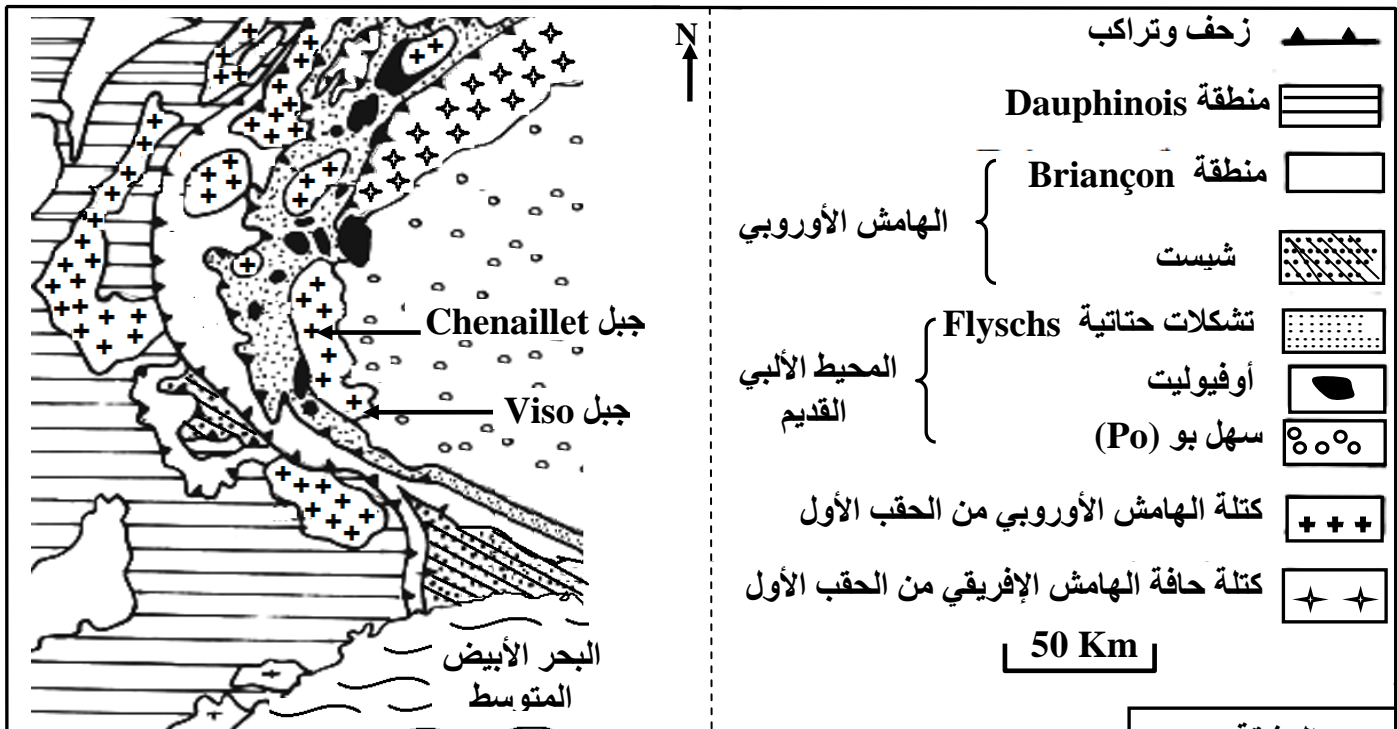 N
جبل Chenaillet
جبل Viso
البحر الأبيض
المتوسط
زحف وتراكب
منطقة Dauphinois
منطقة Briançon
الهامش الأوروبي
شيست
تشكلات حتاتية Flyschs
المحيط الألبي
القديم
أوفيوليت
سهل بو (Po)
كتلة الهامش الأوروبي من الحقب الأول
كتلة حافة الهامش الإفريقي من الحقب الأول
50 Km